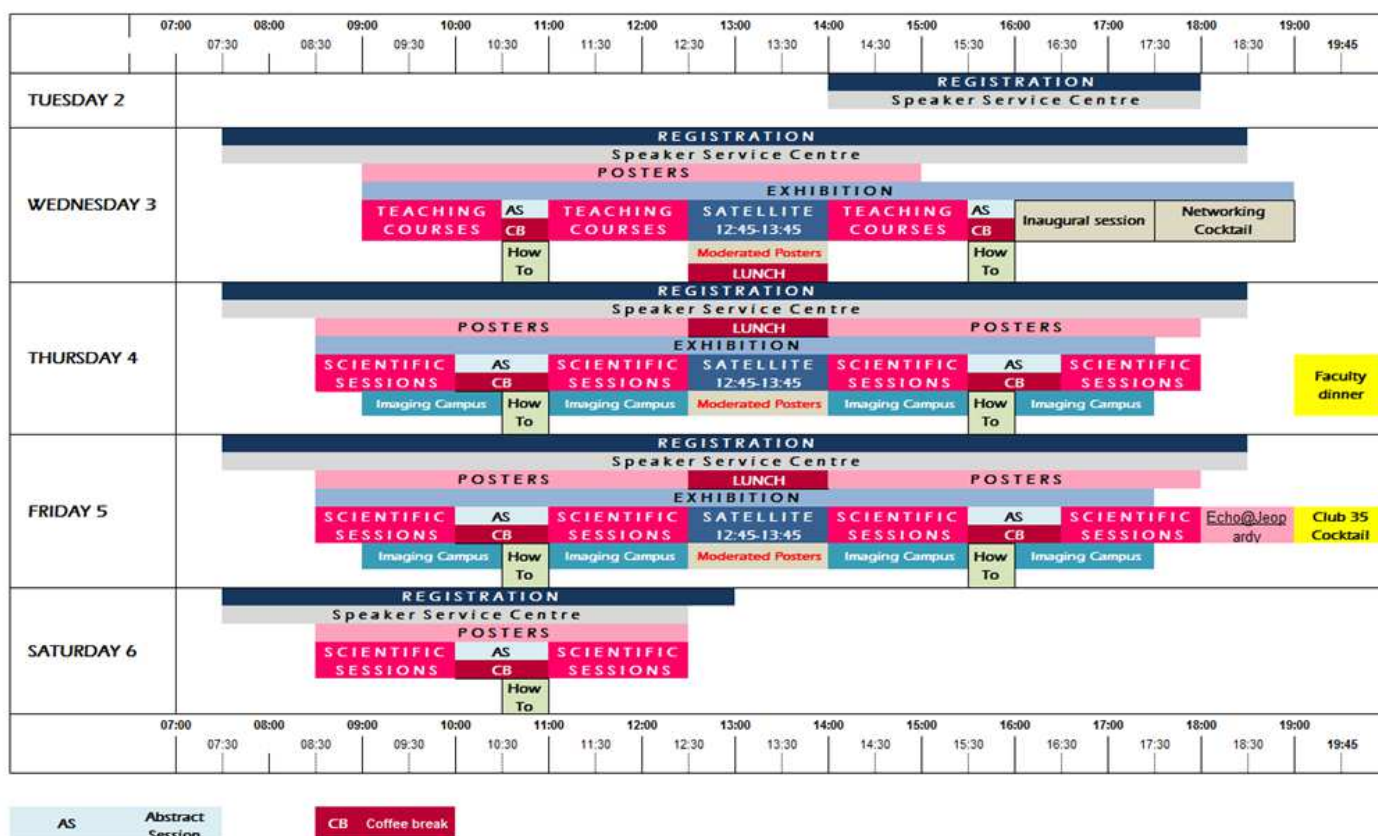 07:00 08:00 09:00 10:00 11:00 12:00 13:00 14:00 15:00 16:00 17:00 18:00 19:00
07:30 08:30 09:30 10:30 11:30 12:30 13:30 14:30 15:30 16:30 17:30 18:30 19:45
TUESDAY 2
REGISTRATION
Speaker Service Centre
WEDNESDAY 3
REGISTRATION
Speaker Service Centre
POSTERS
EXHIBITION
TEACHING COURSES
AS
CB
TEACHING COURSES
SATELLITE
12:45-13:45
TEACHING COURSES
AS
CB
Inaugural session
Networking
Cocktail
How
To
Moderated Posters
LUNCH
How
To
THURSDAY 4
REGISTRATION
Speaker Service Centre
POSTERS LUNCH POSTERS
EXHIBITION
SCIENTIFIC AS SCIENTIFIC SATELLITE SCIENTIFIC AS SCIENTIFIC
SESSIONS CB SESSIONS 12:45-13:45 SESSIONS CB SESSIONS
Faculty
dinner
Imaging Campus How Imaging Campus Moderated Posters Imaging Campus How Imaging Campus
To To
FRIDAY 5
REGISTRATION
Speaker Service Centre
POSTERS LUNCH POSTERS
EXHIBITION
SCIENTIFIC AS SCIENTIFIC SATELLITE SCIENTIFIC AS SCIENTIFIC Echo@Jeop Club 35
SESSIONS CB SESSIONS 12:45-13:45 SESSIONS CB SESSIONS ardy Cocktail
Imaging Campus How Imaging Campus Moderated Posters Imaging Campus How Imaging Campus
To To
SATURDAY 6
REGISTRATION
Speaker Service Centre
POSTERS
SCIENTIFIC AS SCIENTIFIC
SESSIONS CB SESSIONS
How
To
07:00 08:00 09:00 10:00 11:00 12:00 13:00 14:00 15:00 16:00 17:00 18:00 19:00
07:30 08:30 09:30 10:30 11:30 12:30 13:30 14:30 15:30 16:30 17:30 18:30 19:45
AS Abstract
Session
CB Coffee break